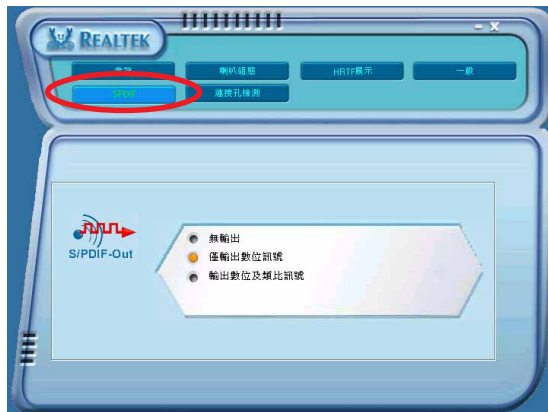 REALTEK
喇叭組態
HRTF展示
一般
SPDIF
連接孔檢測
S/PDIF-Out
無輸出
僅輸出數位訊號
輸出數位及類比訊號